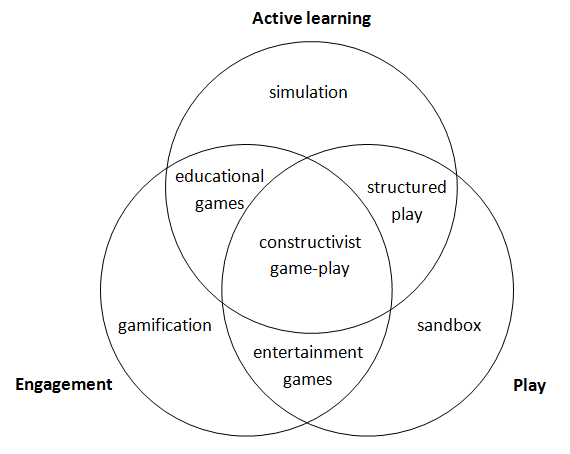 Active learning
simulation
educational
games
structured
play
constructivist
game-play
gamification
sandbox
entertainment
games
Engagement
Play